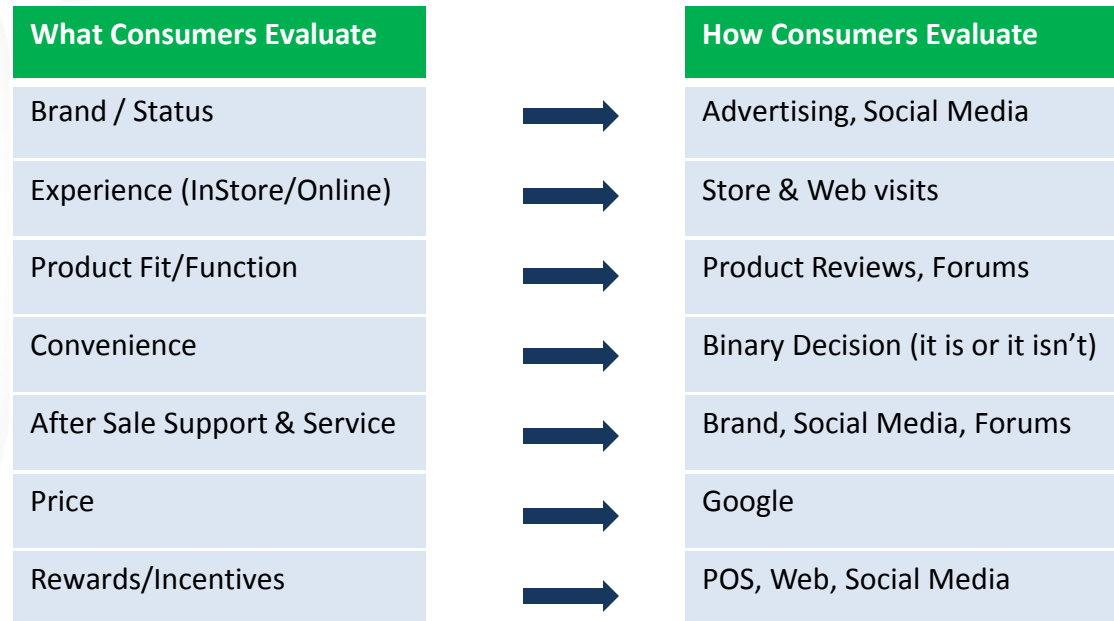 What Consumers Evaluate
How Consumers Evaluate
Brand / Status
Advertising, Social Media
Experience (InStore/Online)
Store & Web visits
Product Fit/Function
Product Reviews, Forums
Convenience
Binary Decision (it is or it isn’t)
After Sale Support & Service
Brand, Social Media, Forums
Price
Google
Rewards/Incentives
POS, Web, Social Media